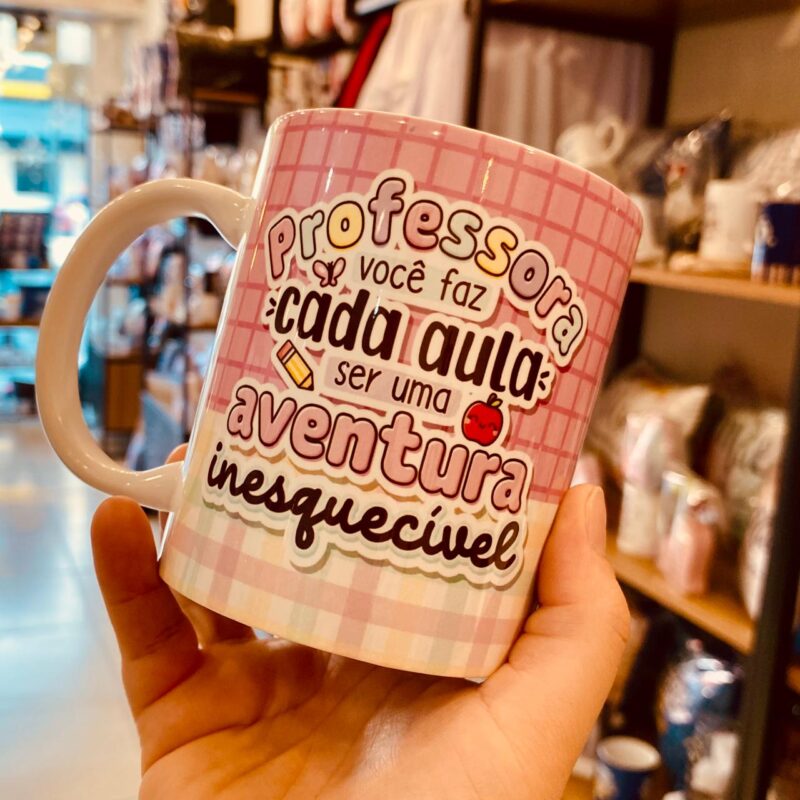 Professora
você faz
cada aula
ser uma
aventura
inesquecível